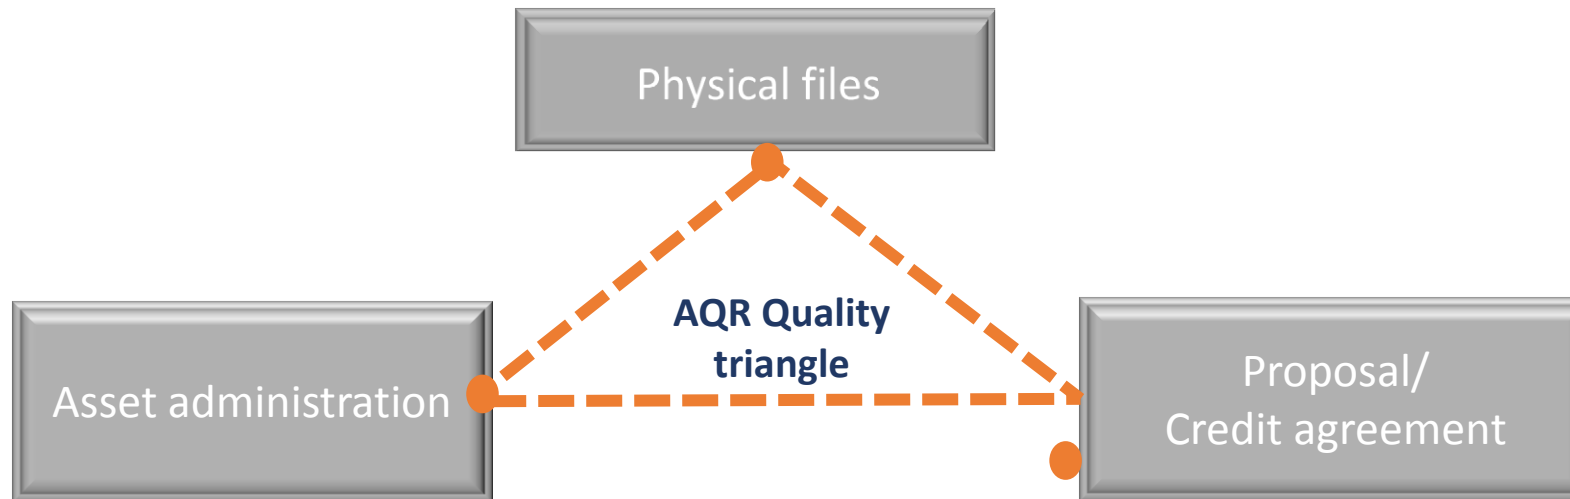 Physical files
AQR Quality
triangle
Asset administration
Proposal/
Credit agreement